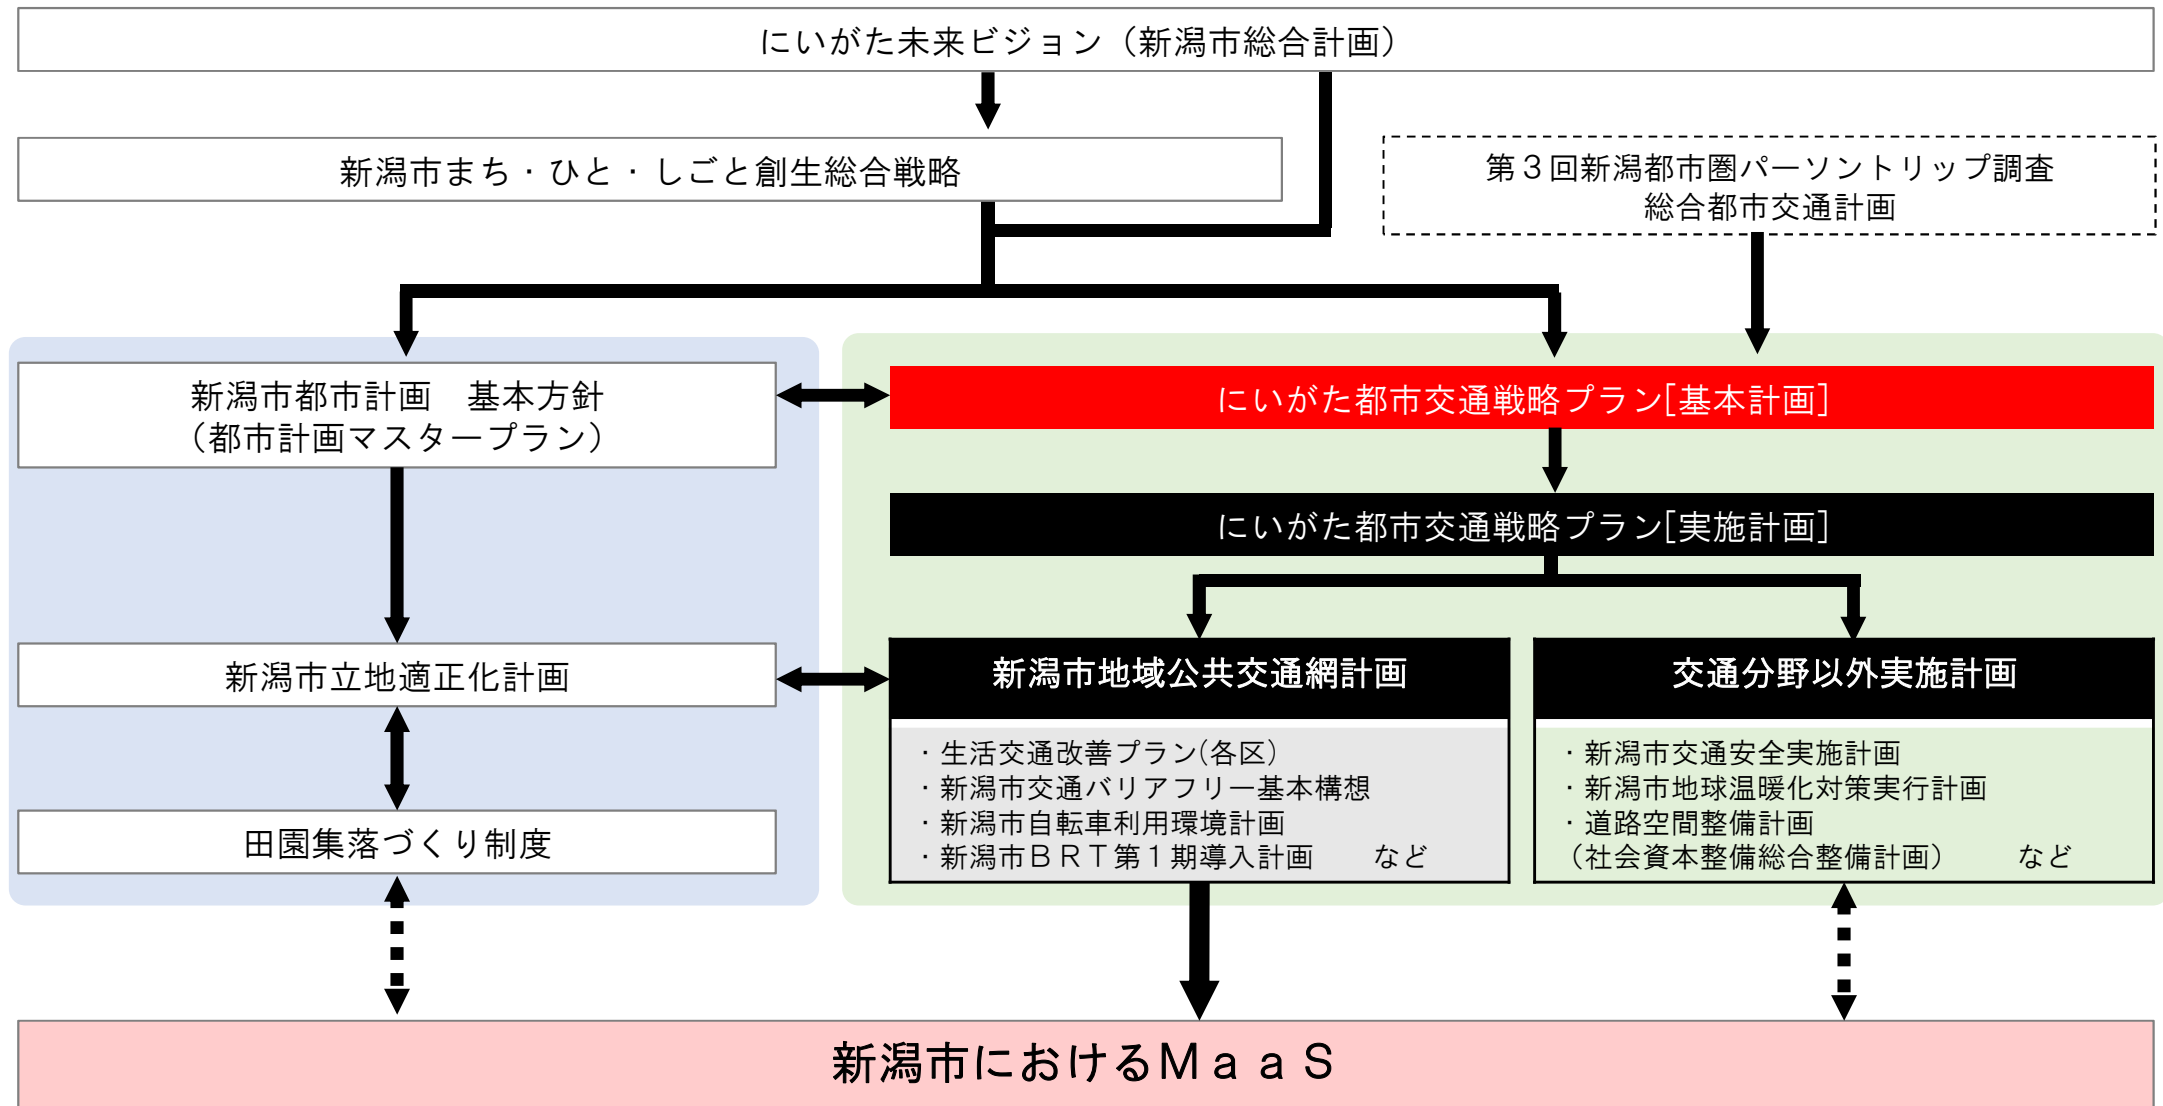 にいがた未来ビジョン（新潟市総合計画）
新潟市まち・ひと・しごと創生総合戦略
第３回新潟都市圏パーソントリップ調査
総合都市交通計画
新潟市都市計画　基本方針
（都市計画マスタープラン）
にいがた都市交通戦略プラン[基本計画]
にいがた都市交通戦略プラン[実施計画]
新潟市立地適正化計画
新潟市地域公共交通網計画
交通分野以外実施計画
・生活交通改善プラン(各区)
・新潟市交通バリアフリー基本構想
・新潟市自転車利用環境計画
・新潟市ＢＲＴ第１期導入計画　　など
・新潟市交通安全実施計画
・新潟市地球温暖化対策実行計画
・道路空間整備計画
（社会資本整備総合整備計画）　　など
田園集落づくり制度
新潟市におけるＭａａＳ